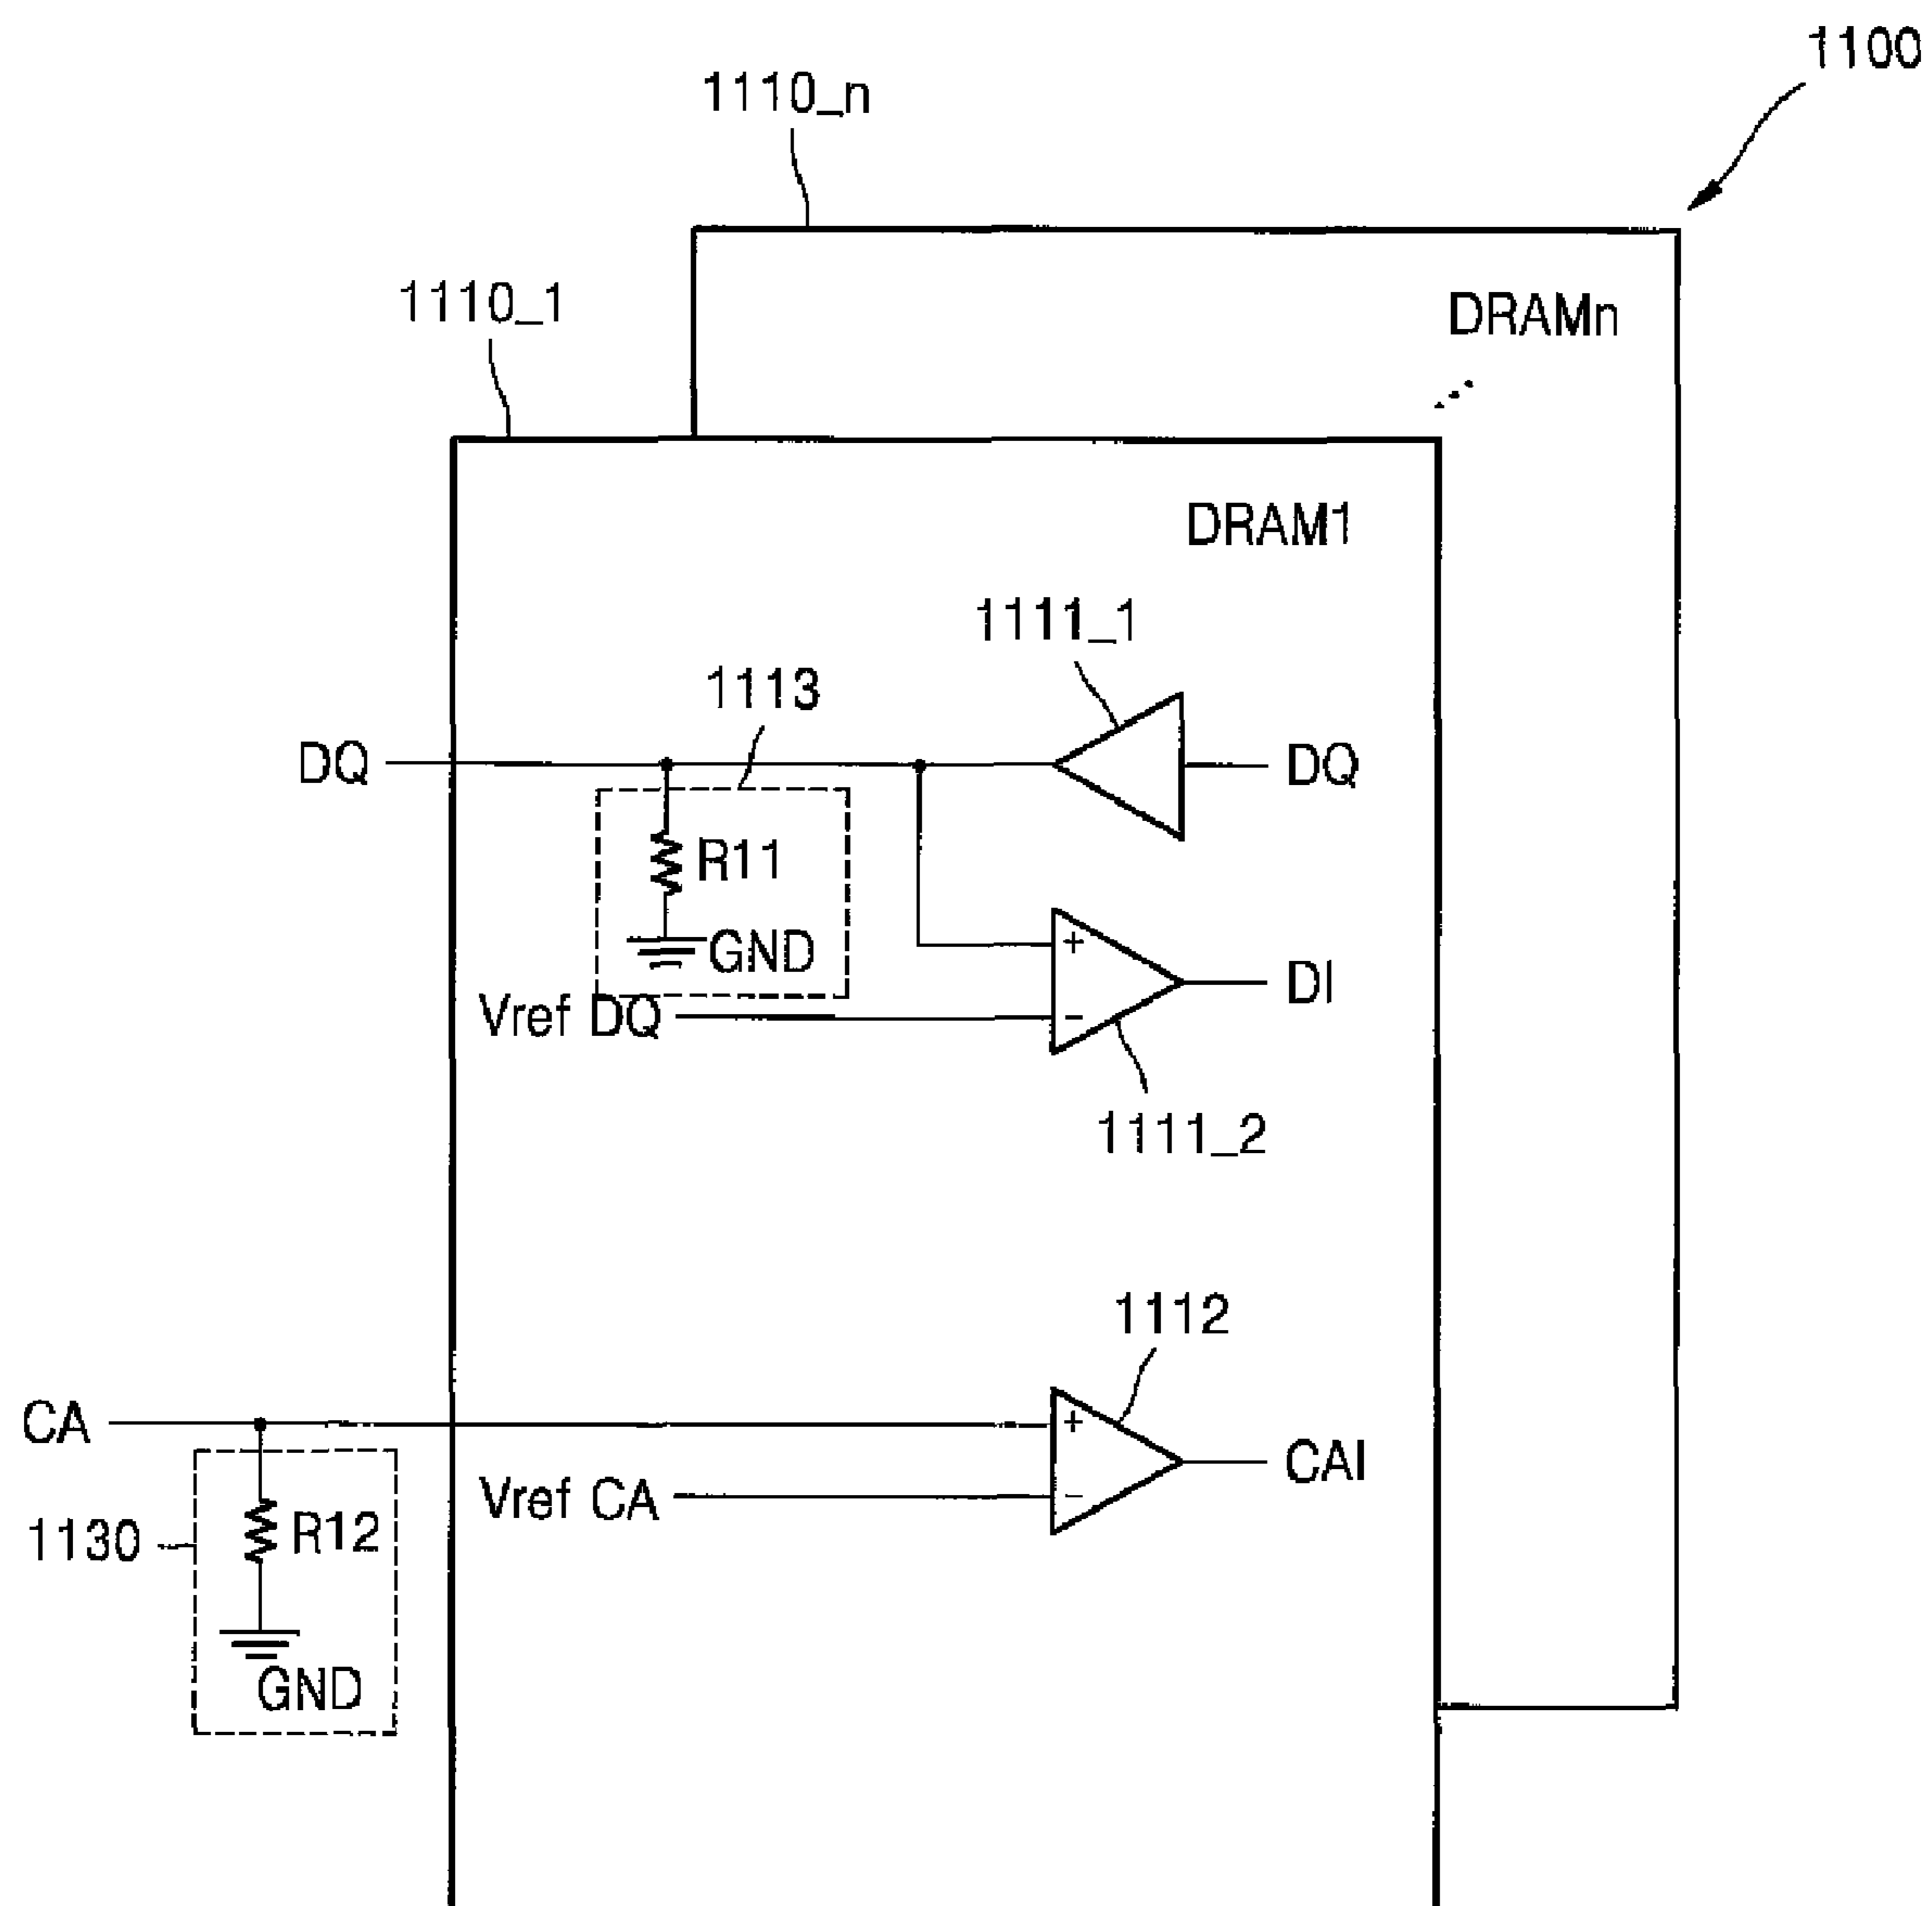 1100
1110_n
1110_1
DRAMn
DRAM1
1111_1
1113
DQ
DQ
R11
GND
DI
Vref DQ
1111_2
1112
CA
CAI
Vref CA
1130
R12
GND